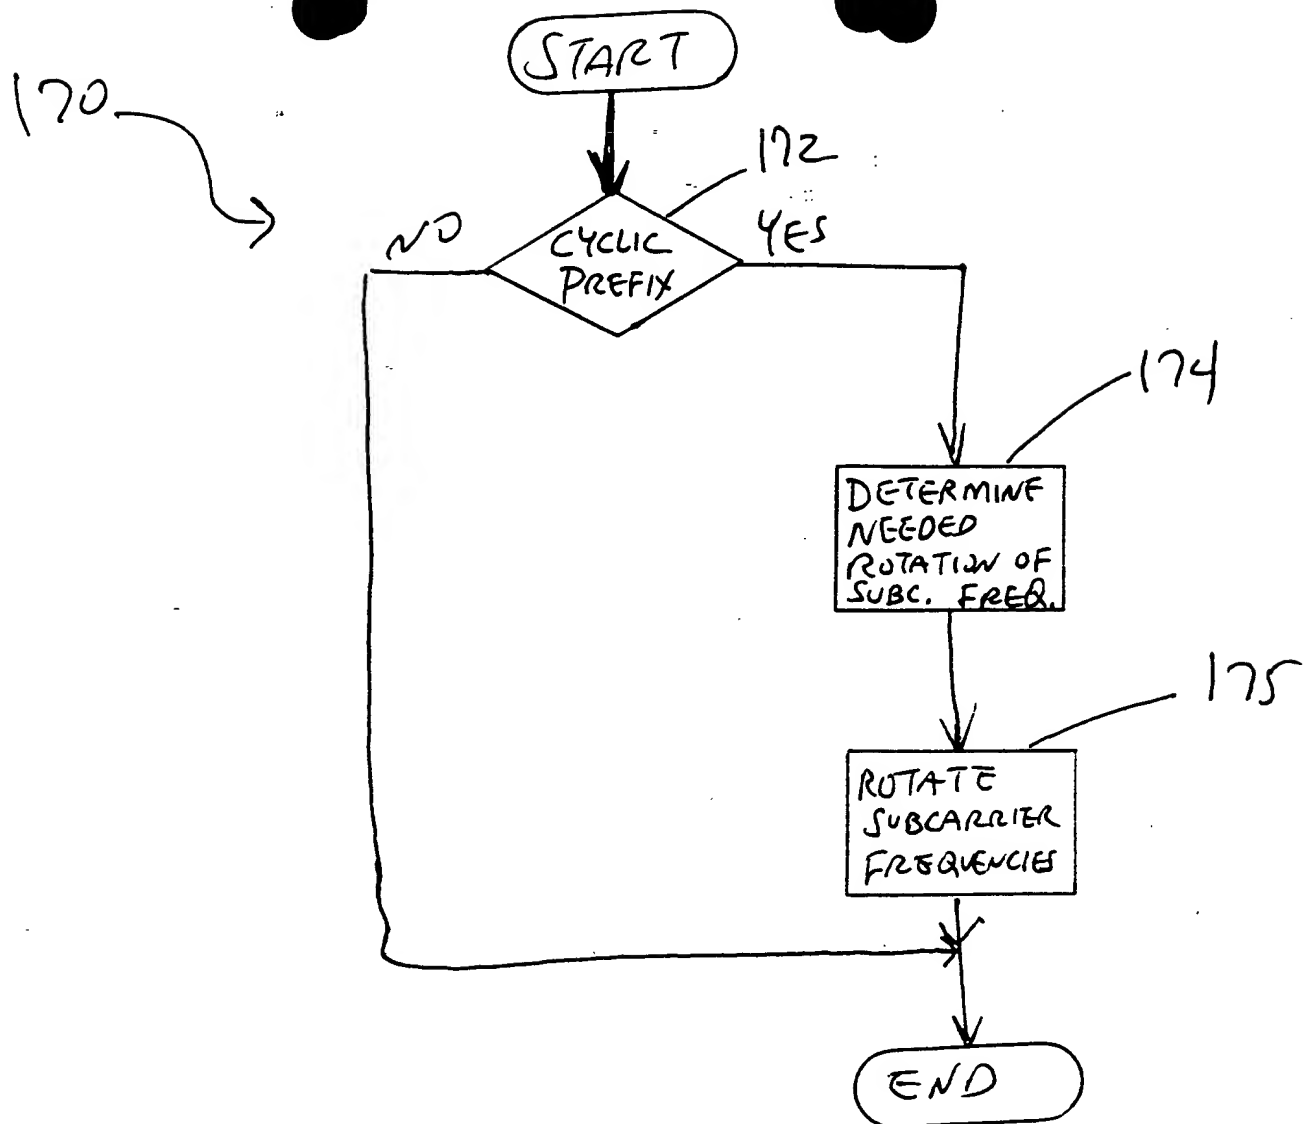 START
170
172
NO
YES
CYCLIC
PREFIX
174
DETERMINE
NEEDED
ROTATION OF
SUBC. FREQ.
175
ROTATE
SUBCARRIER
FREQUENCIES
END